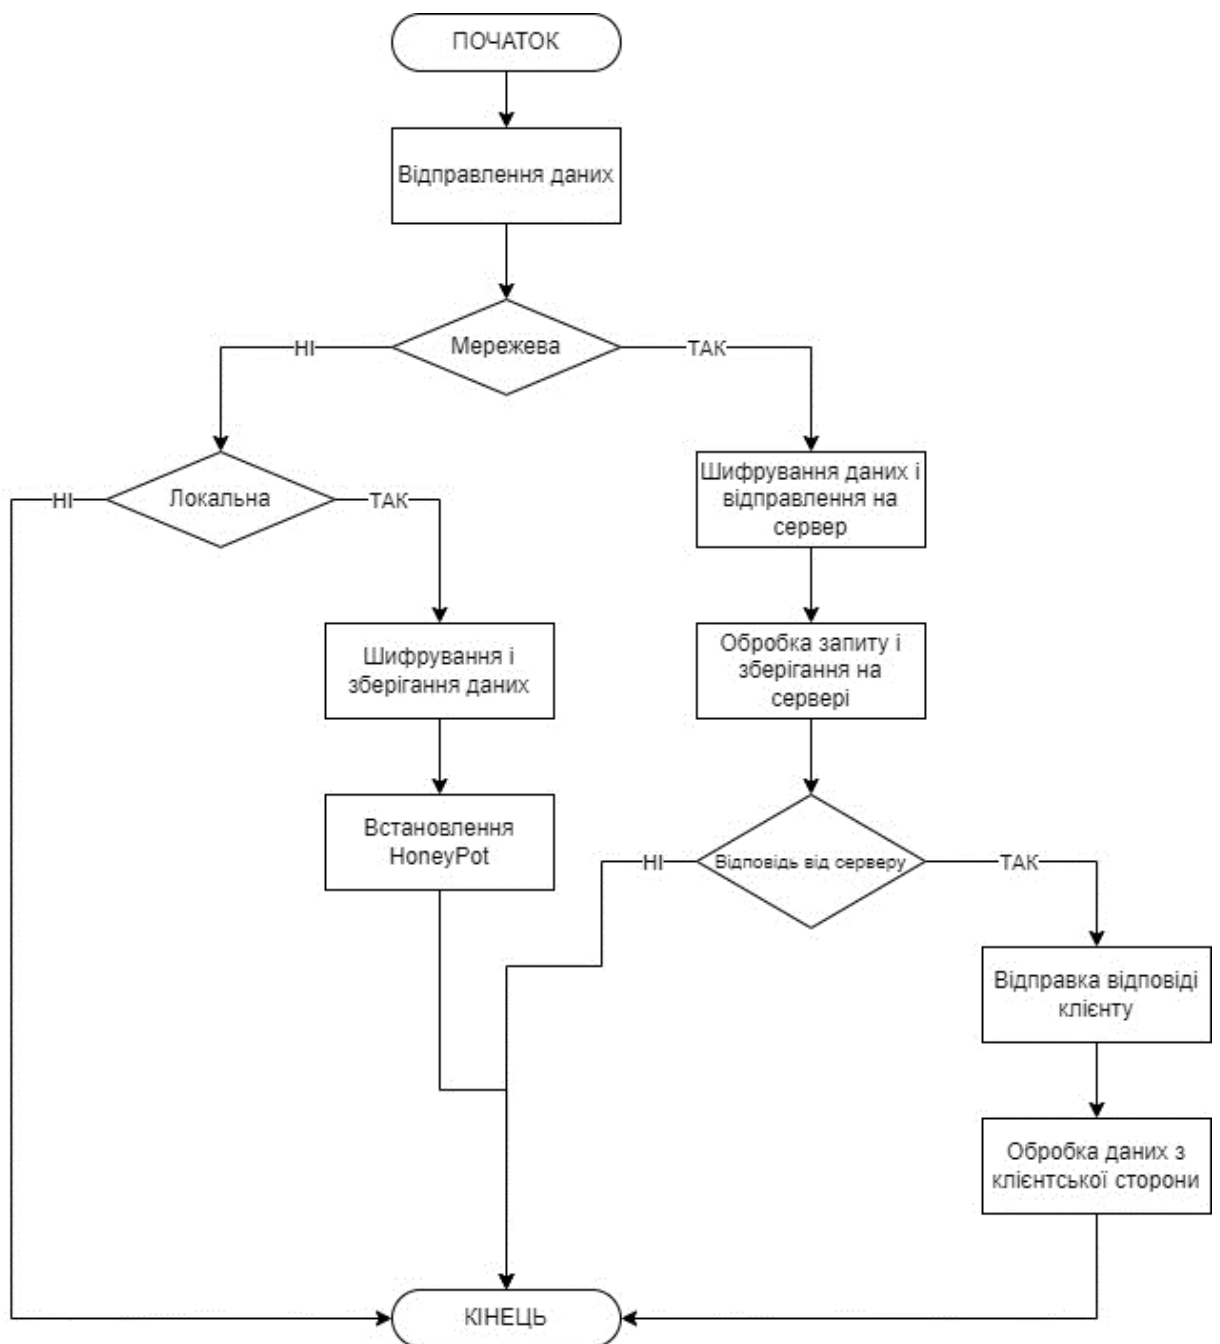 ПОЧАТОК
Відправлення даних
Мережева
НІ
ТАК
Локальна
НІ
ТАК
Шифрування даних і
відправлення на
сервер
Шифрування і
зберігання даних
Обробка запиту і
зберігання на
сервері
Встановлення
HoneyPot
Відповідь від серверу
НІ
ТАК
Відправка відповіді
клієнту
Обробка даних з
клієнтської сторони
КІНЕЦЬ